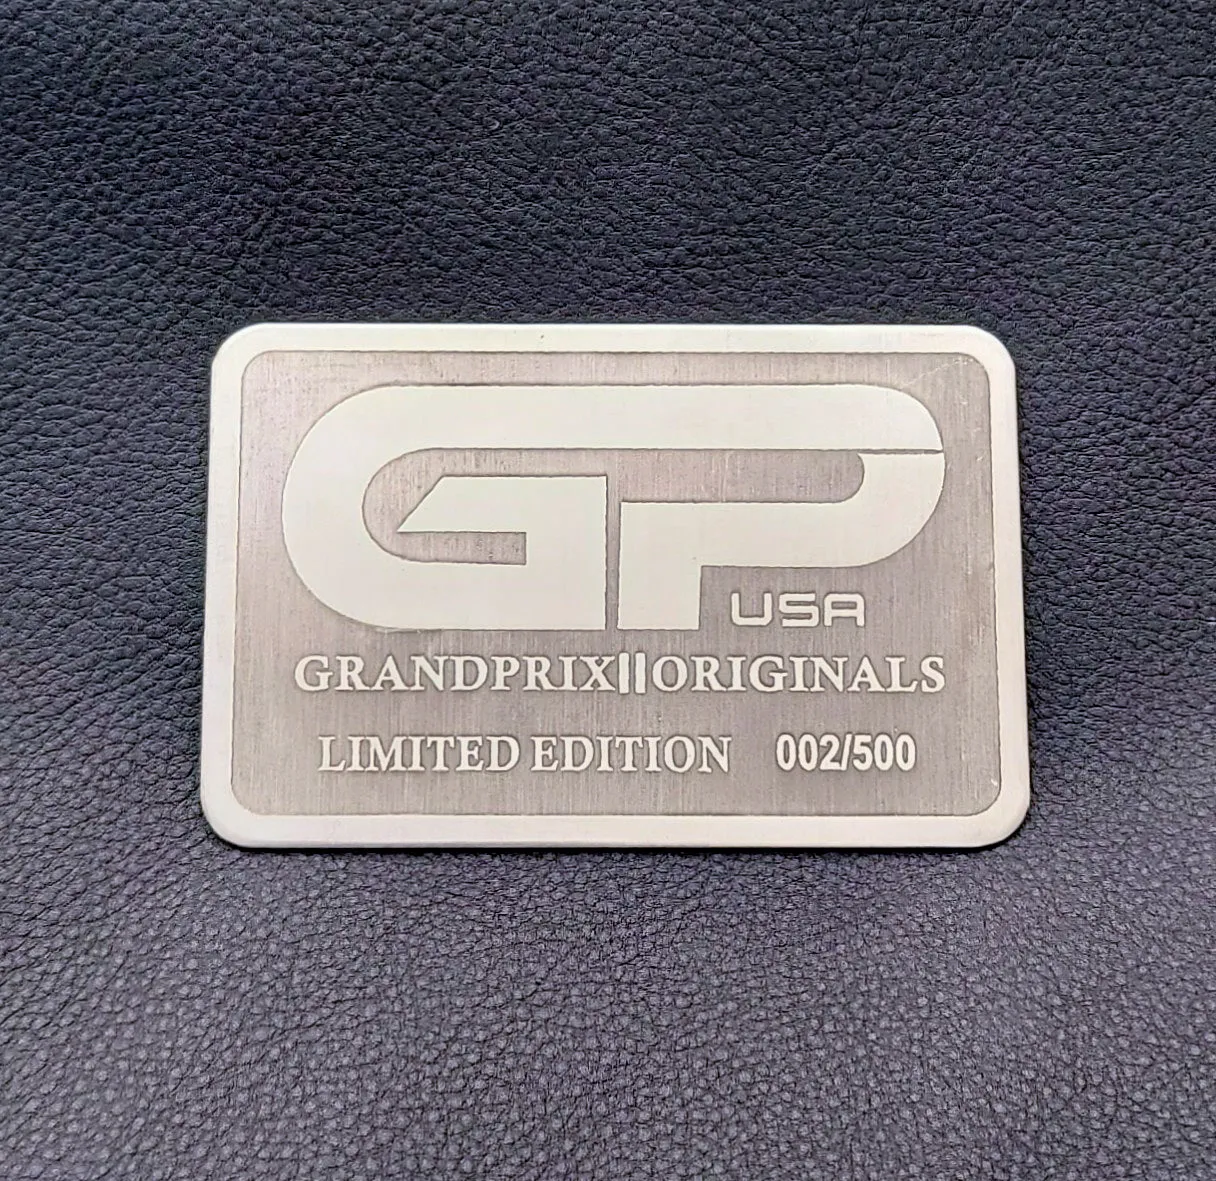 GP
USA
GRANDPRIX||ORIGINALS
LIMITED EDITION 002/500